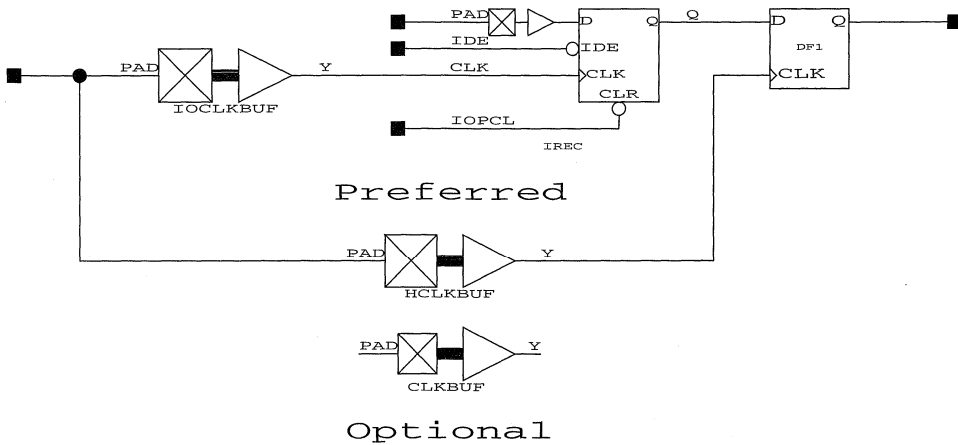 PAD D Q Q D Q
IDE IDE DF1
PAD Y CLK CLK CLK
IOCLKBUF CLR
IOPCL
IREC
Preferred
PAD Y
HCLKBUF
PAD Y
CLKBUF
Optional